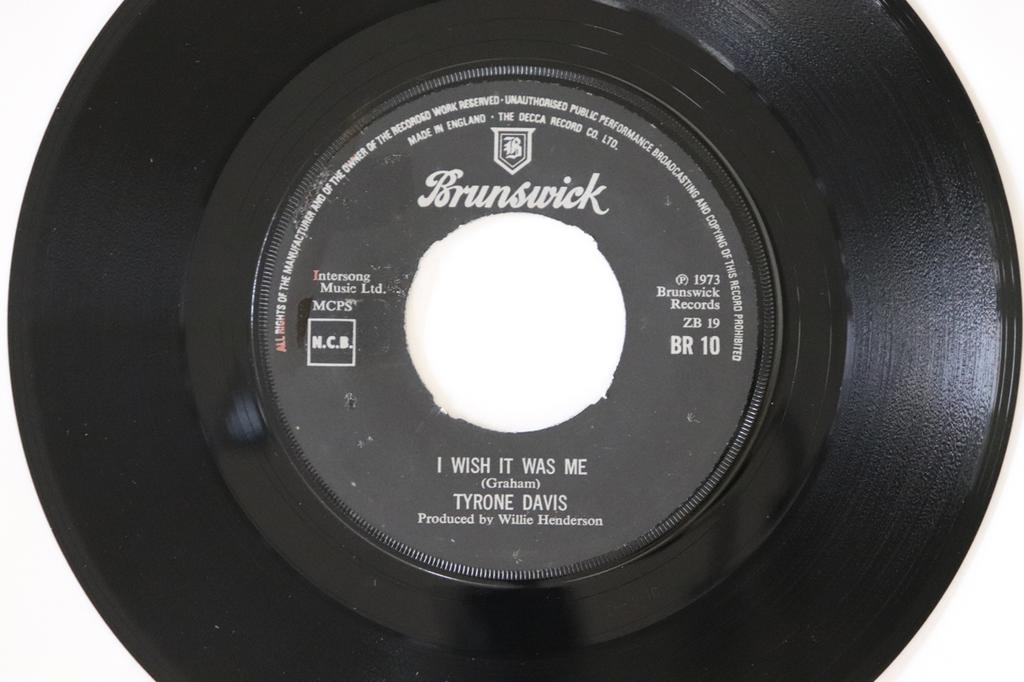 ALL RIGHTS OF THE MANUFACTURER AND OF THE OWNER OF THE RECORDED WORK RESERVED · UNAUTHORISED PUBLIC PERFORMANCE BROADCASTING AND COPYING OF THIS RECORD PROHIBITED
MADE IN ENGLAND · THE DECCA RECORD CO. LTD.
B
Brunswick
Intersong
Music Ltd.
MCPS
N.C.B.
℗ 1973
Brunswick
Records
ZB 19
BR 10
I WISH IT WAS ME
(Graham)
TYRONE DAVIS
Produced by Willie Henderson